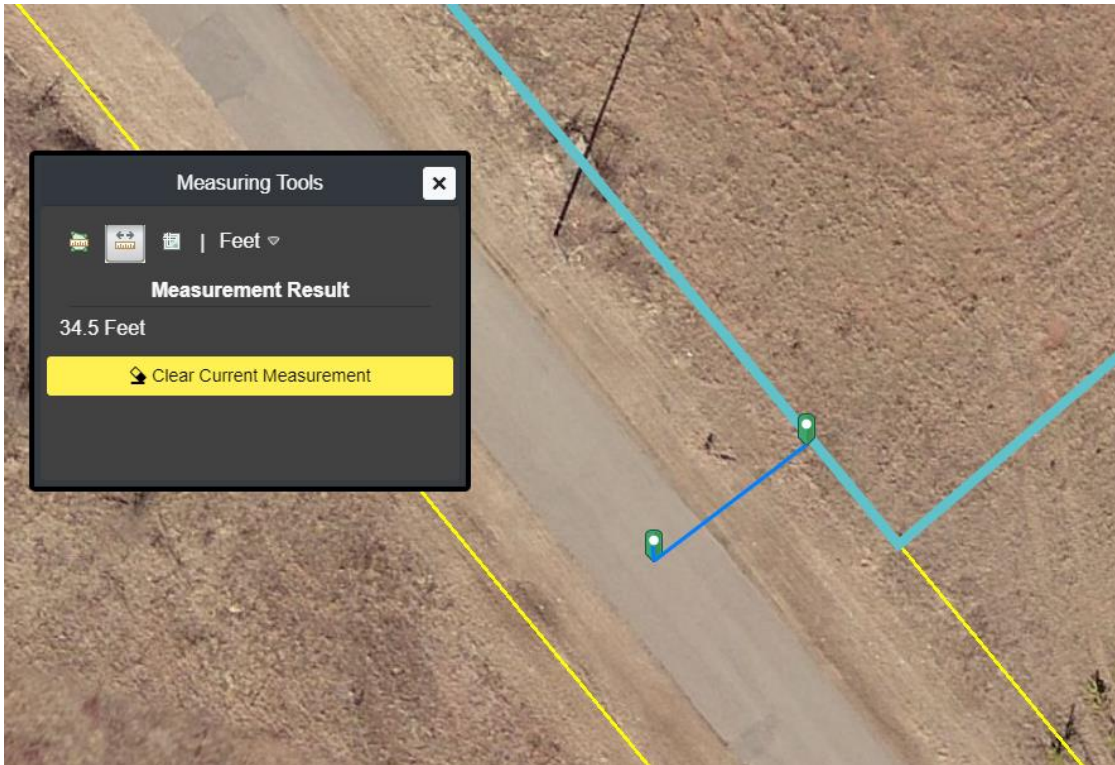 Measuring Tools
| Feet
Measurement Result
34.5 Feet
Clear Current Measurement